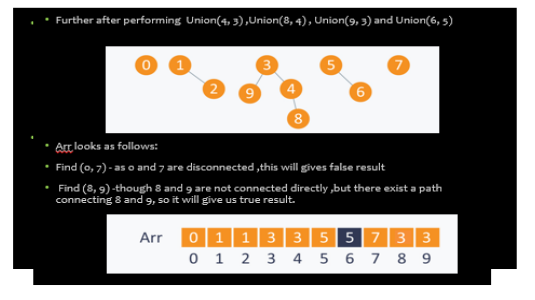 Further after performing Union(4, 3) ,Union(8, 4) , Union(9, 3) and Union(6, 5)
0 1 3 5 7
2 9 4 6
8
Arr looks as follows:
Find (0, 7) - as 0 and 7 are disconnected ,this will gives false result
Find (8, 9) -though 8 and 9 are not connected directly ,but there exist a path
connecting 8 and 9, so it will give us true result.
Arr 0 1 1 3 3 5 5 7 3 3
0 1 2 3 4 5 6 7 8 9